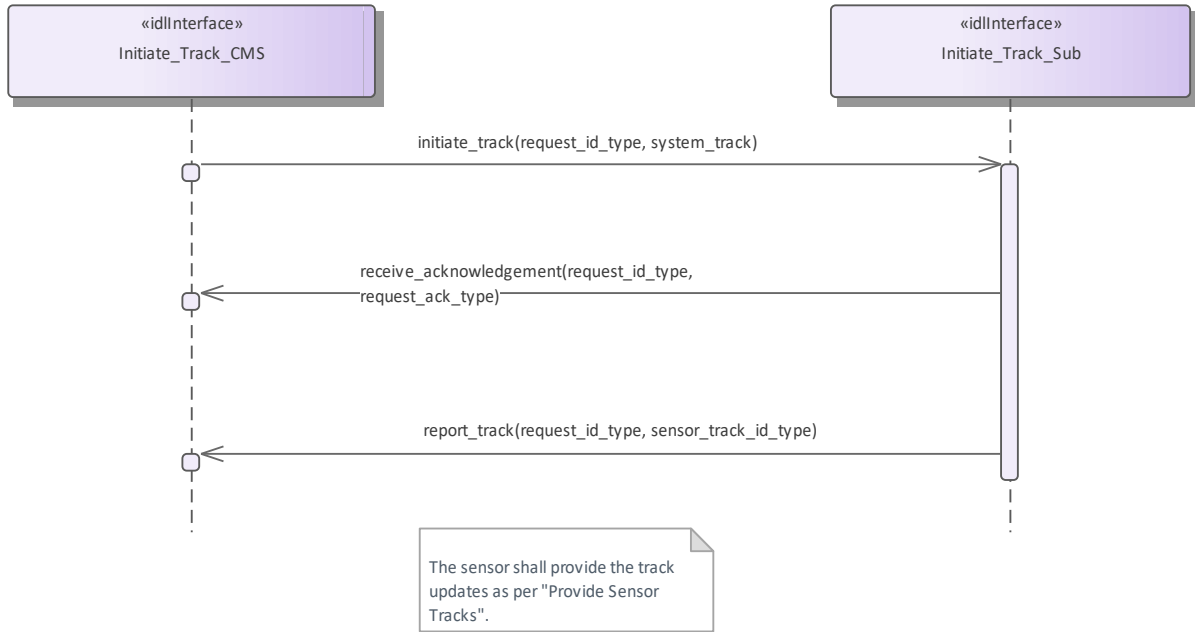 «idlInterface»
Initiate_Track_CMS
«idlInterface»
Initiate_Track_Sub
initiate_track(request_id_type, system_track)
receive_acknowledgement(request_id_type,
request_ack_type)
report_track(request_id_type, sensor_track_id_type)
The sensor shall provide the track
updates as per "Provide Sensor
Tracks".